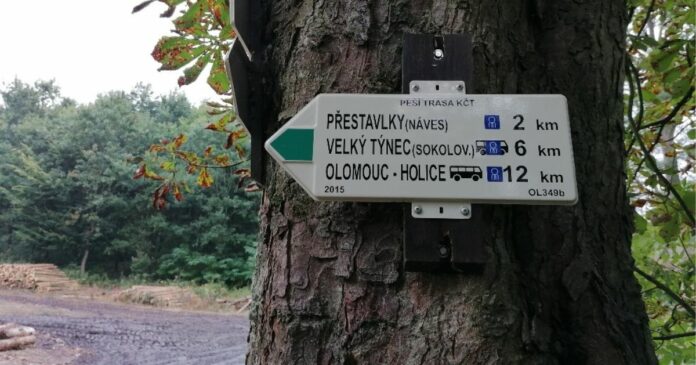 PĚŠÍ TRASA KČT
PŘESTAVLKY (NÁVES) 2 km
VELKÝ TÝNEC (SOKOLOV.) 6 km
OLOMOUC · HOLICE 12 km
2015 OL349b